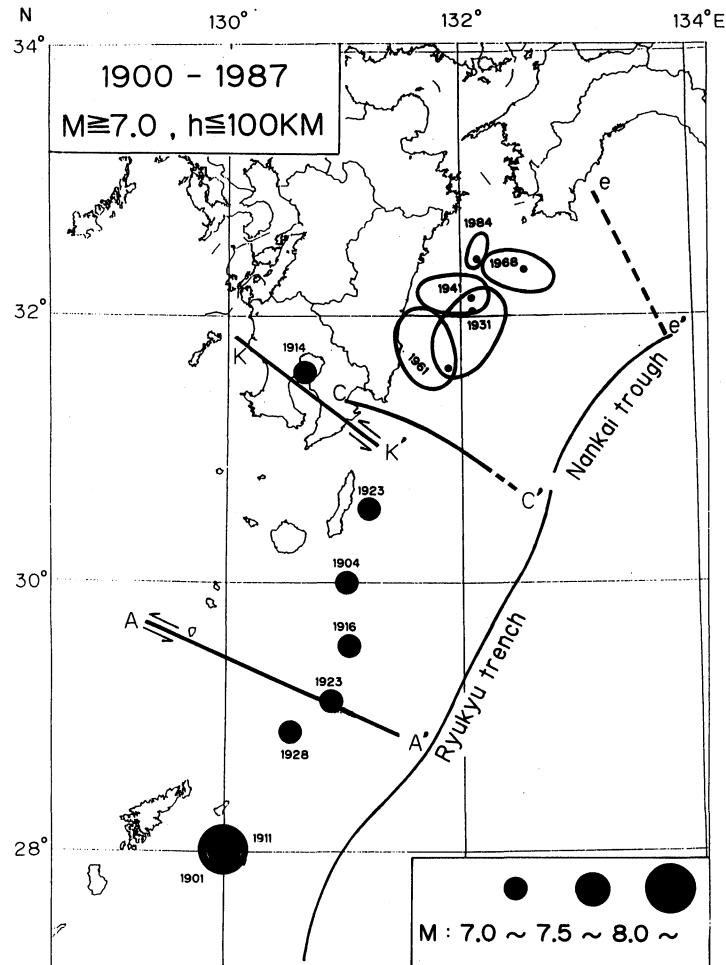 N
130°
132°
134°E
34°
1900 - 1987
M≧7.0 , h≦100KM
e
1984
1968
1941
32°
1931
e'
K
1914
1961
C
Nankai trough
K'
1923
C'
30°
1904
A
1916
1923
Ryukyu trench
A'
1928
28°
1911
1901
M : 7.0 ~ 7.5 ~ 8.0 ~